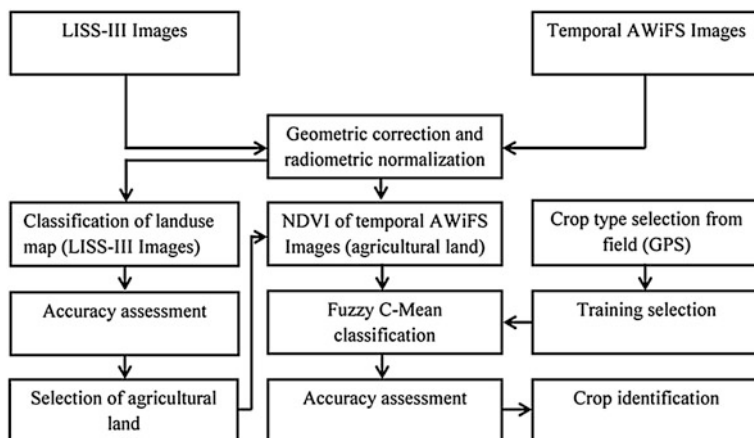 LISS-III Images
Temporal AWiFS Images
Geometric correction and
radiometric normalization
Classification of landuse
map (LISS-III Images)
NDVI of temporal AWiFS
Images (agricultural land)
Crop type selection from
field (GPS)
Accuracy assessment
Fuzzy C-Mean
classification
Training selection
Selection of agricultural
land
Accuracy assessment
Crop identification